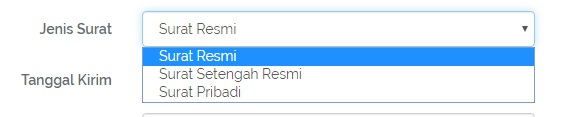 Jenis Surat Surat Resmi
Surat Resmi
Surat Setengah Resmi
Tanggal Kirim
Surat Pribadi